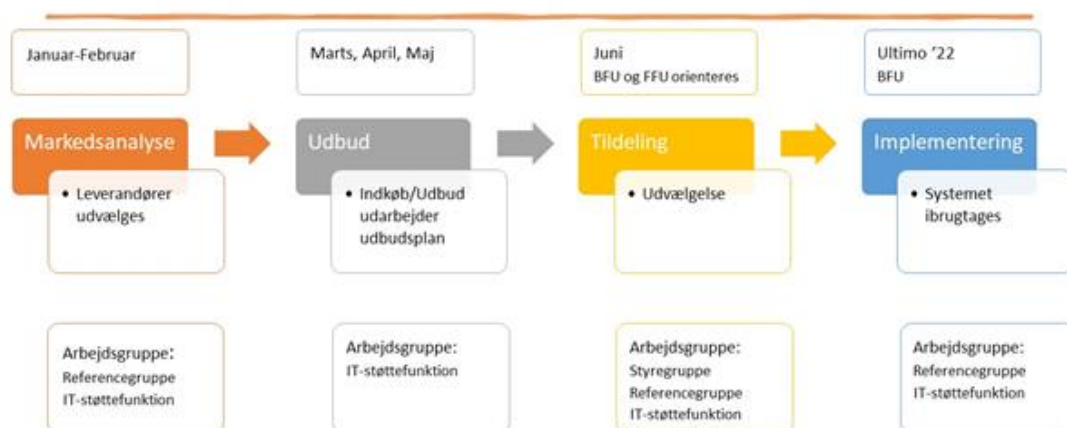 Januar-Februar
Marts, April, Maj
Juni
BFU og FFU orienteres
Ultimo '22
BFU
Markedsanalyse
Udbud
Tildeling
Implementering
• Leverandører
udvælges
• Indkøb/Udbud
udarbejder
udbudsplan
• Udvælgelse
• Systemet
ibrugtages
Arbejdsgruppe:
Referencegruppe
IT-støttefunktion
Arbejdsgruppe:
IT-støttefunktion
Arbejdsgruppe:
Styregruppe
Referencegruppe
IT-støttefunktion
Arbejdsgruppe:
Referencegruppe
IT-støttefunktion